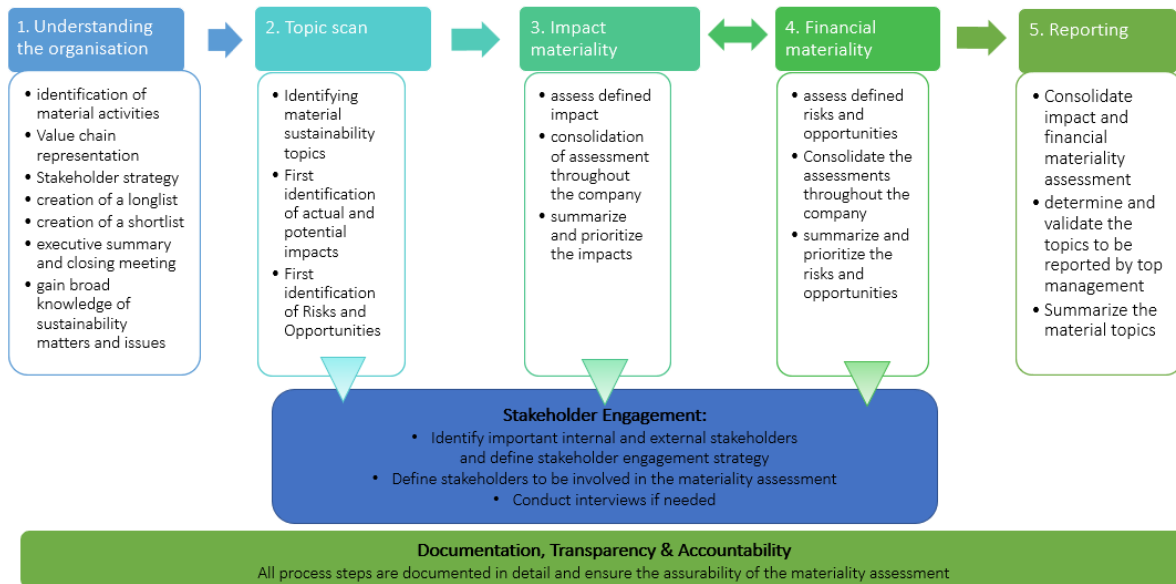 1. Understanding
the organisation
• identification of
material activities
• Value chain
representation
• Stakeholder strategy
• creation of a longlist
• creation of a shortlist
• executive summary
and closing meeting
• gain broad
knowledge of
sustainability
matters and issues
2. Topic scan
• Identifying
material
sustainability
topics
• First
identification
of actual and
potential
impacts
• First
identification
of Risks and
Opportunities
3. Impact
materiality
• assess defined
impact
• consolidation
of assessment
throughout
the company
• summarize
and prioritize
the impacts
4. Financial
materiality
• assess defined
risks and
opportunities
• Consolidate the
assessments
throughout the
company
• summarize and
prioritize the
risks and
opportunities
5. Reporting
• Consolidate
impact and
financial
materiality
assessment
• determine and
validate the
topics to be
reported by top
management
• Summarize the
material topics
Stakeholder Engagement:
• Identify important internal and external stakeholders
and define stakeholder engagement strategy
• Define stakeholders to be involved in the materiality assessment
• Conduct interviews if needed
Documentation, Transparency & Accountability
All process steps are documented in detail and ensure the assurability of the materiality assessment